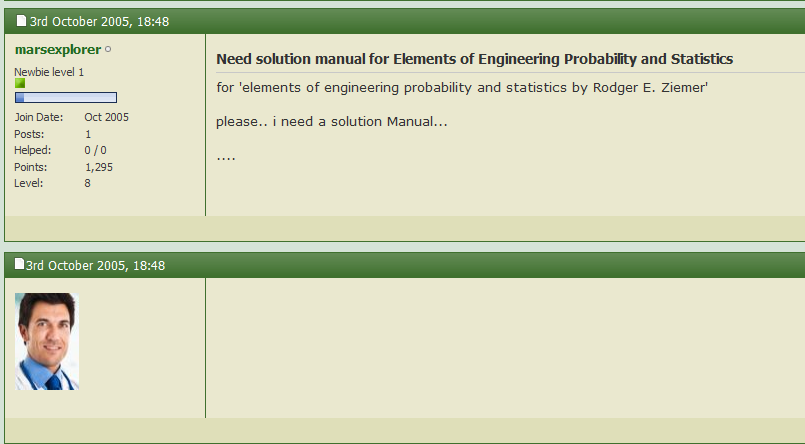 3rd October 2005, 18:48
marsexplorer
Newbie level 1
Join Date: Oct 2005
Posts: 1
Helped: 0 / 0
Points: 1,295
Level: 8
Need solution manual for Elements of Engineering Probability and Statistics
for 'elements of engineering probability and statistics by Rodger E. Ziemer'
please.. i need a solution Manual...
....
3rd October 2005, 18:48